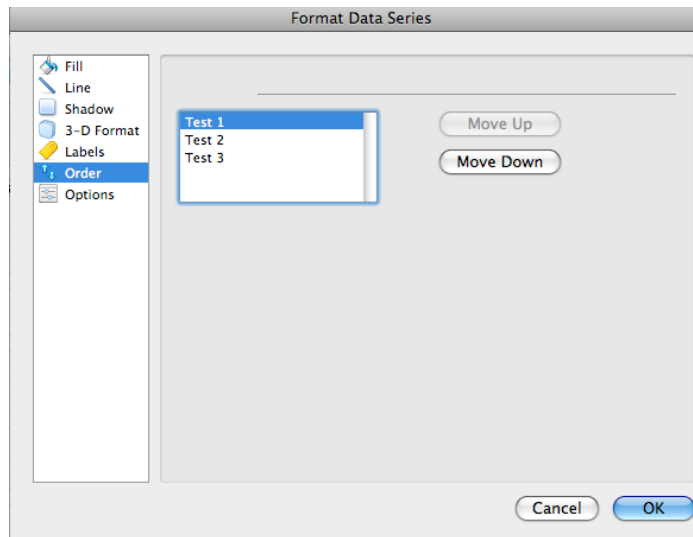 Format Data Series
Fill
Line
Shadow
3-D Format
Labels
Order
Options
Test 1
Test 2
Test 3
Move Up
Move Down
Cancel
OK